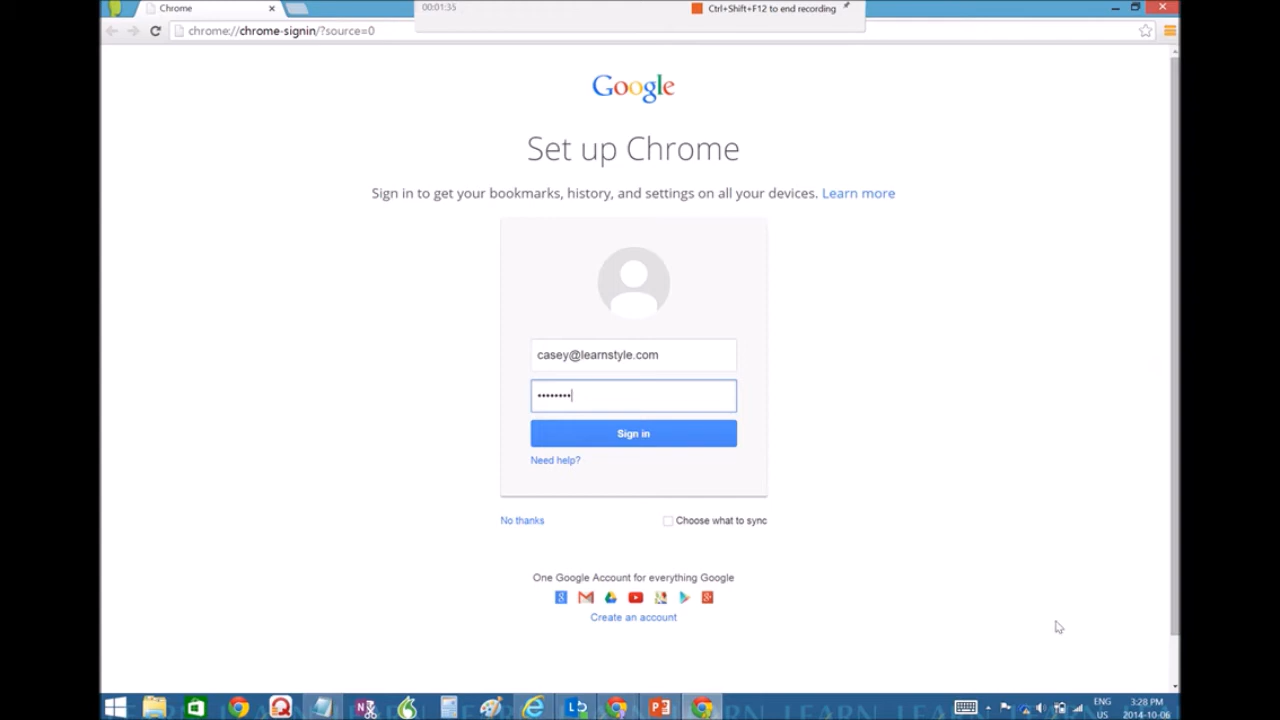 Chrome
00:01:35
Ctrl+Shift+F12 to end recording
chrome://chrome-signin/?source=0
Google
Set up Chrome
Sign in to get your bookmarks, history, and settings on all your devices. Learn more
casey@learnstyle.com
••••••••
Sign in
Need help?
No thanks
Choose what to sync
One Google Account for everything Google
Create an account
ENG
US
3:28 PM
2014-10-06